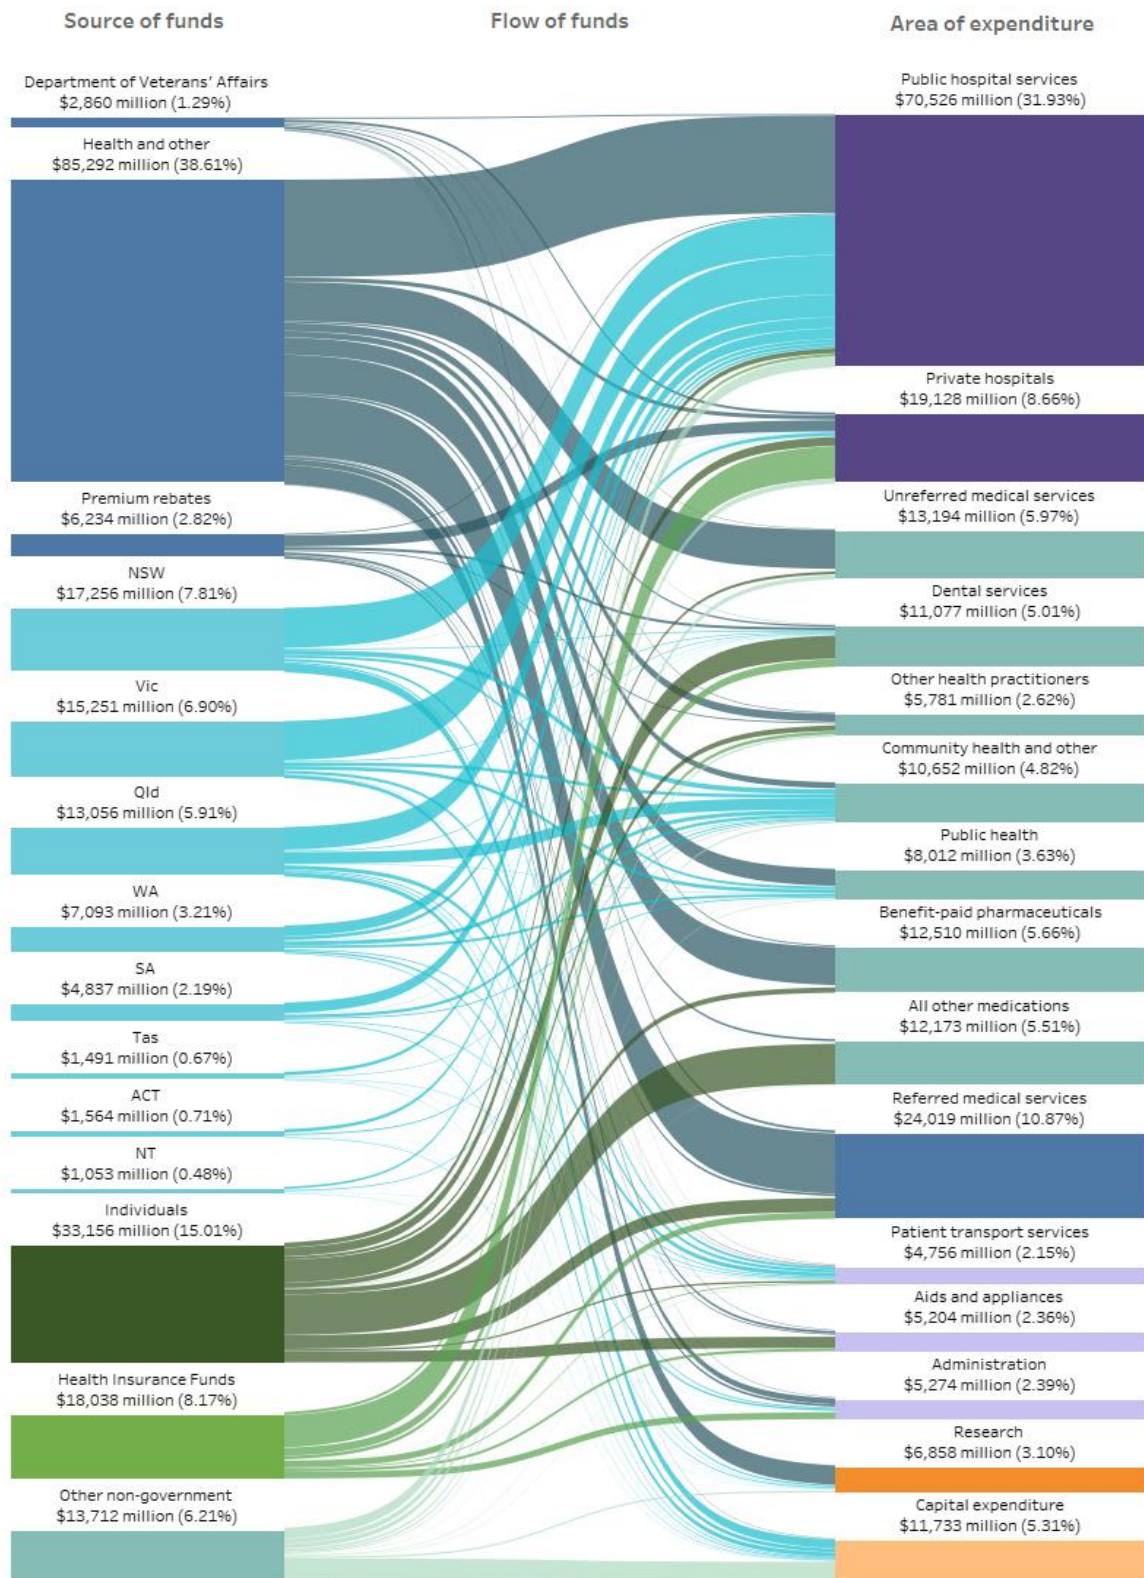 Source of funds
Flow of funds
Area of expenditure
Department of Veterans' Affairs
$2,860 million (1.29%)
Health and other
$85,292 million (38.61%)
Premium rebates
$6,234 million (2.82%)
NSW
$17,256 million (7.81%)
Vic
$15,251 million (6.90%)
Qld
$13,056 million (5.91%)
WA
$7,093 million (3.21%)
SA
$4,837 million (2.19%)
Tas
$1,491 million (0.67%)
ACT
$1,564 million (0.71%)
NT
$1,053 million (0.48%)
Individuals
$33,156 million (15.01%)
Health Insurance Funds
$18,038 million (8.17%)
Other non-government
$13,712 million (6.21%)
Public hospital services
$70,526 million (31.93%)
Private hospitals
$19,128 million (8.66%)
Unreferred medical services
$13,194 million (5.97%)
Dental services
$11,077 million (5.01%)
Other health practitioners
$5,781 million (2.62%)
Community health and other
$10,652 million (4.82%)
Public health
$8,012 million (3.63%)
Benefit-paid pharmaceuticals
$12,510 million (5.66%)
All other medications
$12,173 million (5.51%)
Referred medical services
$24,019 million (10.87%)
Patient transport services
$4,756 million (2.15%)
Aids and appliances
$5,204 million (2.36%)
Administration
$5,274 million (2.39%)
Research
$6,858 million (3.10%)
Capital expenditure
$11,733 million (5.31%)